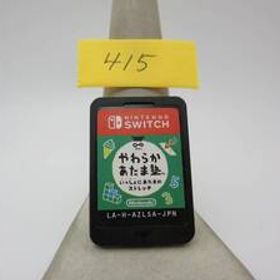 415
NINTENDO
SWITCH
やわらか
あたま塾
いっしょにあたまの
ストレッチ
Nintendo
LA-H-AZLSA-JPN